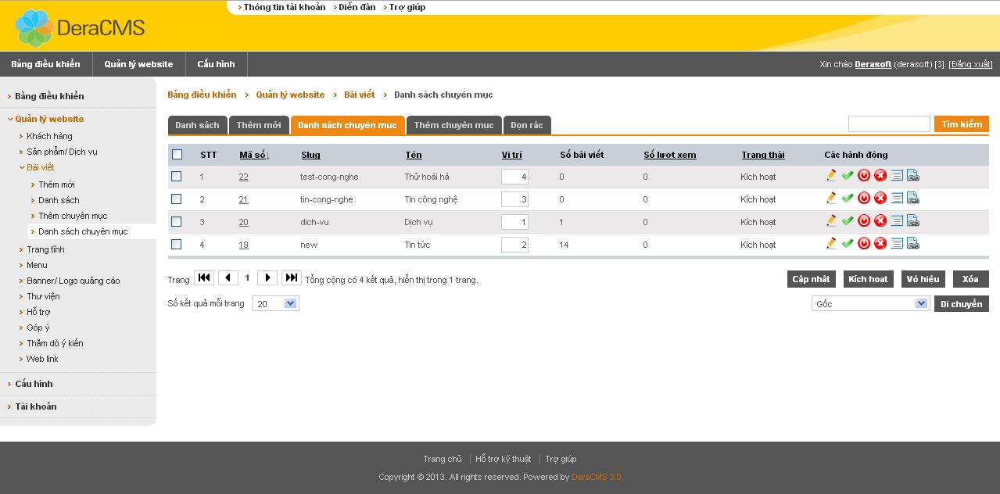 Thông tin tài khoản Diễn đàn Trợ giúp
DeraCMS
Bảng điều khiển Quản lý website Cấu hình Xin chào Derasoft (derasoft) [3]. [Đăng xuất]
Bảng điều khiển
Quản lý website
Khách hàng
Sản phẩm/ Dịch vụ
Bài viết
Thêm mới
Danh sách
Thêm chuyên mục
Danh sách chuyên mục
Trang tĩnh
Menu
Banner/ Logo quảng cáo
Thư viện
Hỗ trợ
Góp ý
Thăm dò ý kiến
Web link
Cấu hình
Tài khoản
Bảng điều khiển > Quản lý website > Bài viết > Danh sách chuyên mục
Danh sách Thêm mới Danh sách chuyên mục Thêm chuyên mục Dọn rác Tìm kiếm
STT Mã số↓ Slug Tên Vị trí Số bài viết Số lượt xem Trạng thái Các hành động
1 22 test-cong-nghe Thử hoài hà 4 0 0 Kích hoạt
2 21 tin-cong-nghe Tin công nghệ 3 0 0 Kích hoạt
3 20 dich-vu Dịch vụ 1 1 0 Kích hoạt
4 19 new Tin tức 2 14 0 Kích hoạt
Trang 1 Tổng cộng có 4 kết quả, hiển thị trong 1 trang. Cập nhật Kích hoạt Vô hiệu Xóa
Số kết quả mỗi trang 20 Gốc Di chuyển
Trang chủ Hỗ trợ kỹ thuật Trợ giúp
Copyright © 2013. All rights reserved. Powered by DeraCMS 3.0